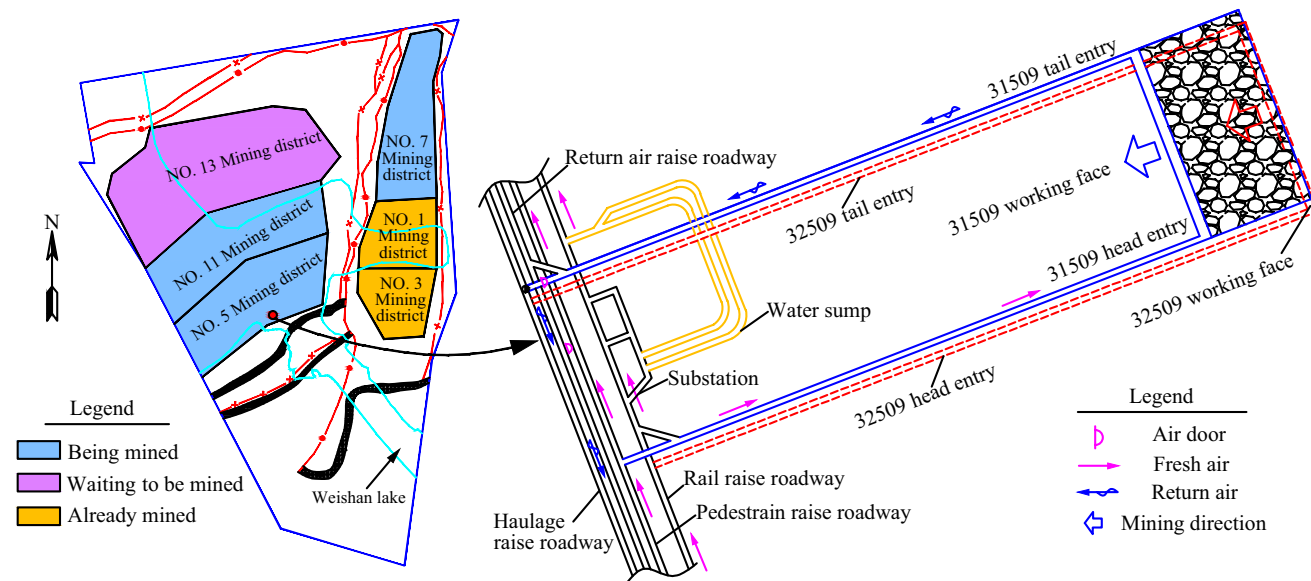 N
NO. 13 Mining district
NO. 7
Mining
district
NO. 11 Mining district
NO. 1
Mining
district
NO. 5 Mining district
NO. 3
Mining
district
Legend
Being mined
Waiting to be mined
Already mined
Weishan lake
Return air raise roadway
31509 tail entry
32509 tail entry
31509 working face
31509 head entry
32509 working face
Water sump
Substation
32509 head entry
Rail raise roadway
Pedestrain raise roadway
Haulage
raise roadway
Legend
Air door
Fresh air
Return air
Mining direction